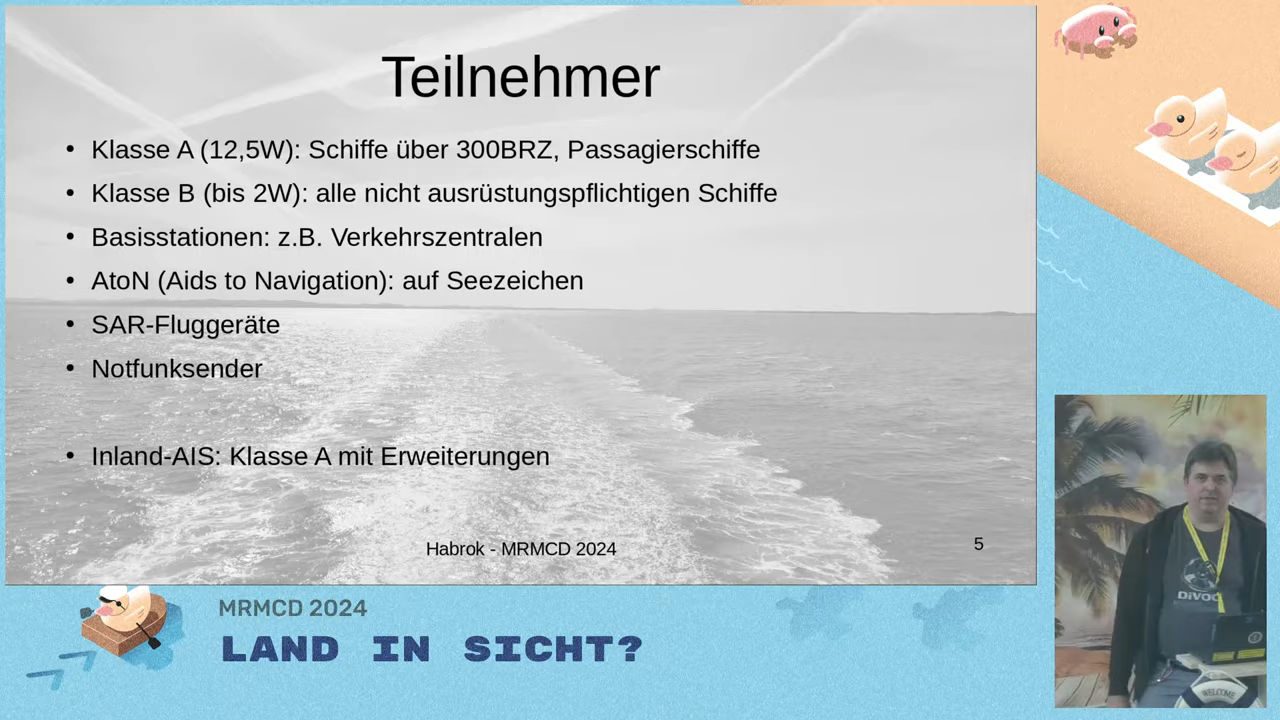 Teilnehmer
• Klasse A (12,5W): Schiffe über 300BRZ, Passagierschiffe
• Klasse B (bis 2W): alle nicht ausrüstungspflichtigen Schiffe
• Basisstationen: z.B. Verkehrszentralen
• AtoN (Aids to Navigation): auf Seezeichen
• SAR-Fluggeräte
• Notfunksender
• Inland-AIS: Klasse A mit Erweiterungen
Habrok - MRMCD 2024
5
MRMCD 2024
LAND IN SICHT?
DiVOC
WELCOME